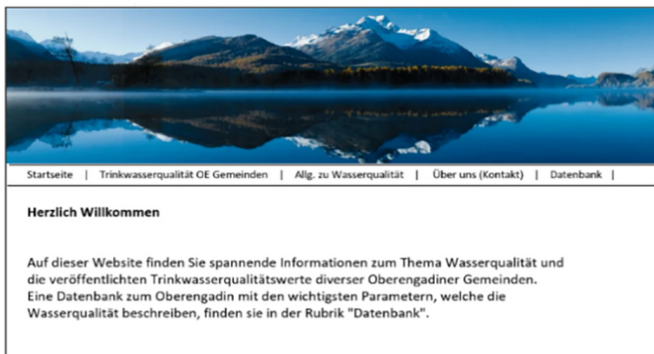 Startseite | Trinkwasserqualität OE Gemeinden | Allg. zu Wasserqualität | Über uns (Kontakt) | Datenbank |
Herzlich Willkommen
Auf dieser Website finden Sie spannende Informationen zum Thema Wasserqualität und
die veröffentlichten Trinkwasserqualitätswerte diverser Oberengadiner Gemeinden.
Eine Datenbank zum Oberengadin mit den wichtigsten Parametern, welche die
Wasserqualität beschreiben, finden sie in der Rubrik "Datenbank".